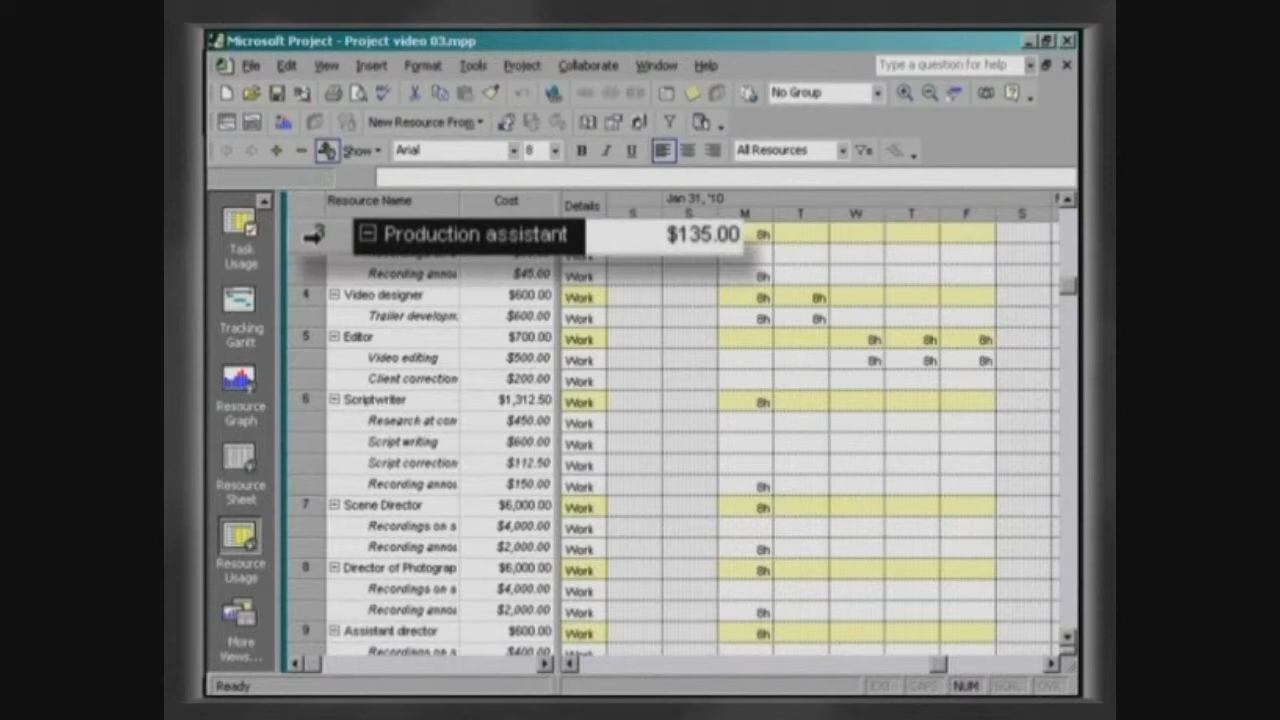 Microsoft Project - Project video 03.mpp
File Edit View Insert Format Tools Project Collaborate Window Help Type a question for help
No Group
New Resource From
Show Arial 8 B I U All Resources
Resource Name Cost Details Jan 31, '10
S S M T W T F S
3 Production assistant $135.00 8h
Recording $45.00 8h
4 Video designer $600.00 Work 8h 8h
Trailer developm $600.00 Work 8h 8h
5 Editor $700.00 Work 8h 8h 8h
Video editing $500.00 Work 8h 8h 8h
Client correction $200.00 Work
6 Scriptwriter $1,312.50 Work 8h
Research at $450.00 Work
Script writing $600.00 Work
Script correction $112.50 Work
Recording $150.00 Work 8h
7 Scene Director $6,000.00 Work 8h
Recordings on s $4,000.00 Work
Recording $2,000.00 Work 8h
8 Director of Photograp $6,000.00 Work 8h
Recordings on s $4,000.00 Work
Recording $2,000.00 Work 8h
9 Assistant director $600.00 Work 8h
Recordings on s $400.00 Work
Task
Usage
Tracking
Gantt
Resource
Graph
Resource
Sheet
Resource
Usage
More
Views...
Ready EXT CAPS NUM SCRL OVR